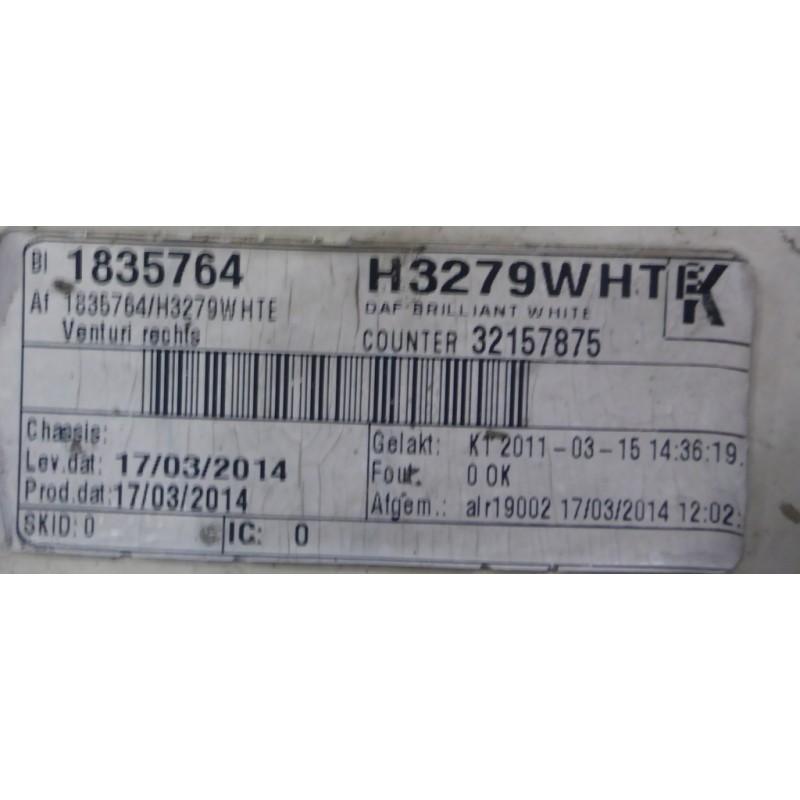 BI 1835764 H3279WHTE K
Af 1835764/H3279WHTE DAF BRILLIANT WHITE
Venturi rechts COUNTER 32157875
Chassis: Gelakt: KT 2011-03-15 14:36:19.
Lev.dat: 17/03/2014 Fout: 0 OK
Prod.dat: 17/03/2014 Afgem.: alr19002 17/03/2014 12:02:
SKID: 0 IC: 0